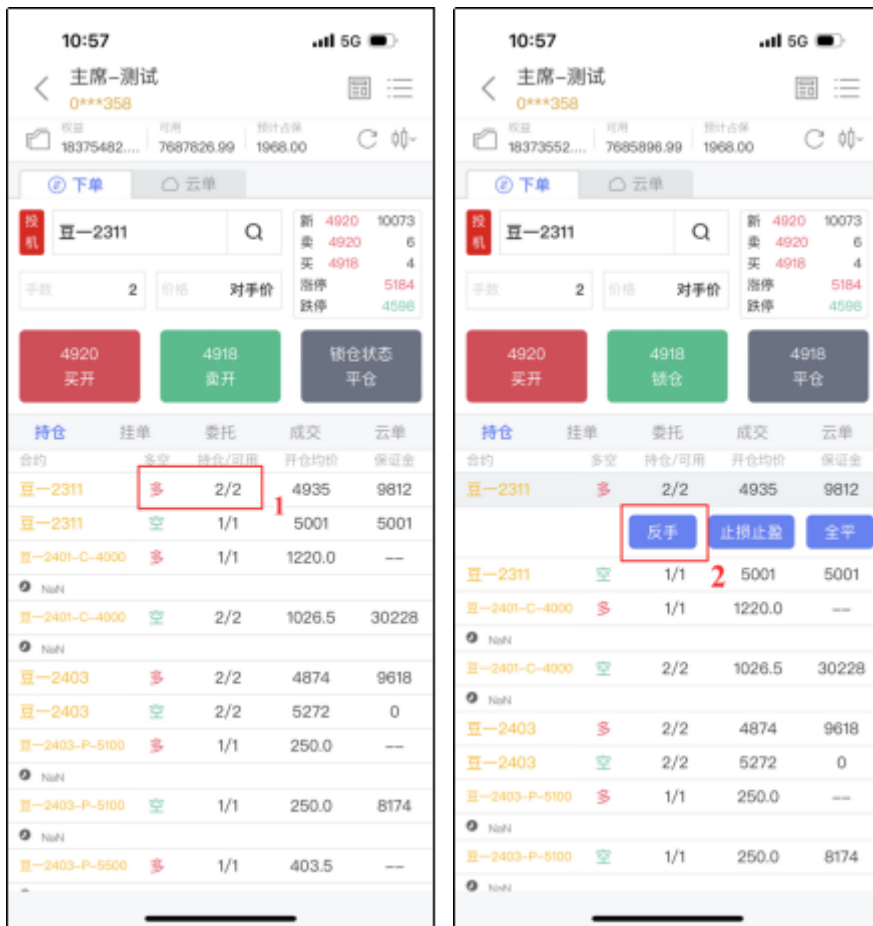 10:57
5G
主席-测试
0***358
权益
可用
预计占保
18375482....
7687826.99
1968.00
下单
云单
投机
豆一2311
新 4920 10073
卖 4920 6
买 4918 4
涨停 5184
跌停 4598
手数 2
价格 对手价
4920
买开
4918
卖开
锁仓状态
平仓
持仓 挂单 委托 成交 云单
合约 多空 持仓/可用 开仓均价 保证金
豆一2311 多 2/2 4935 9812
1
豆一2311 空 1/1 5001 5001
豆一2401-C-4000 多 1/1 1220.0 --
NaN
豆一2401-C-4000 空 2/2 1026.5 30228
NaN
豆一2403 多 2/2 4874 9618
豆一2403 空 2/2 5272 0
豆一2403-P-5100 多 1/1 250.0 --
NaN
豆一2403-P-5100 空 1/1 250.0 8174
NaN
豆一2403-P-5500 多 1/1 403.5 --
10:57
5G
主席-测试
0***358
权益
可用
预计占保
18373552....
7685896.99
1968.00
下单
云单
投机
豆一2311
新 4920 10073
卖 4920 6
买 4918 4
涨停 5184
跌停 4598
手数 2
价格 对手价
4920
买开
4918
锁仓
4918
平仓
持仓 挂单 委托 成交 云单
合约 多空 持仓/可用 开仓均价 保证金
豆一2311 多 2/2 4935 9812
反手 止损止盈 全平
2
豆一2311 空 1/1 5001 5001
豆一2401-C-4000 多 1/1 1220.0 --
NaN
豆一2401-C-4000 空 2/2 1026.5 30228
NaN
豆一2403 多 2/2 4874 9618
豆一2403 空 2/2 5272 0
豆一2403-P-5100 多 1/1 250.0 --
NaN
豆一2403-P-5100 空 1/1 250.0 8174
NaN